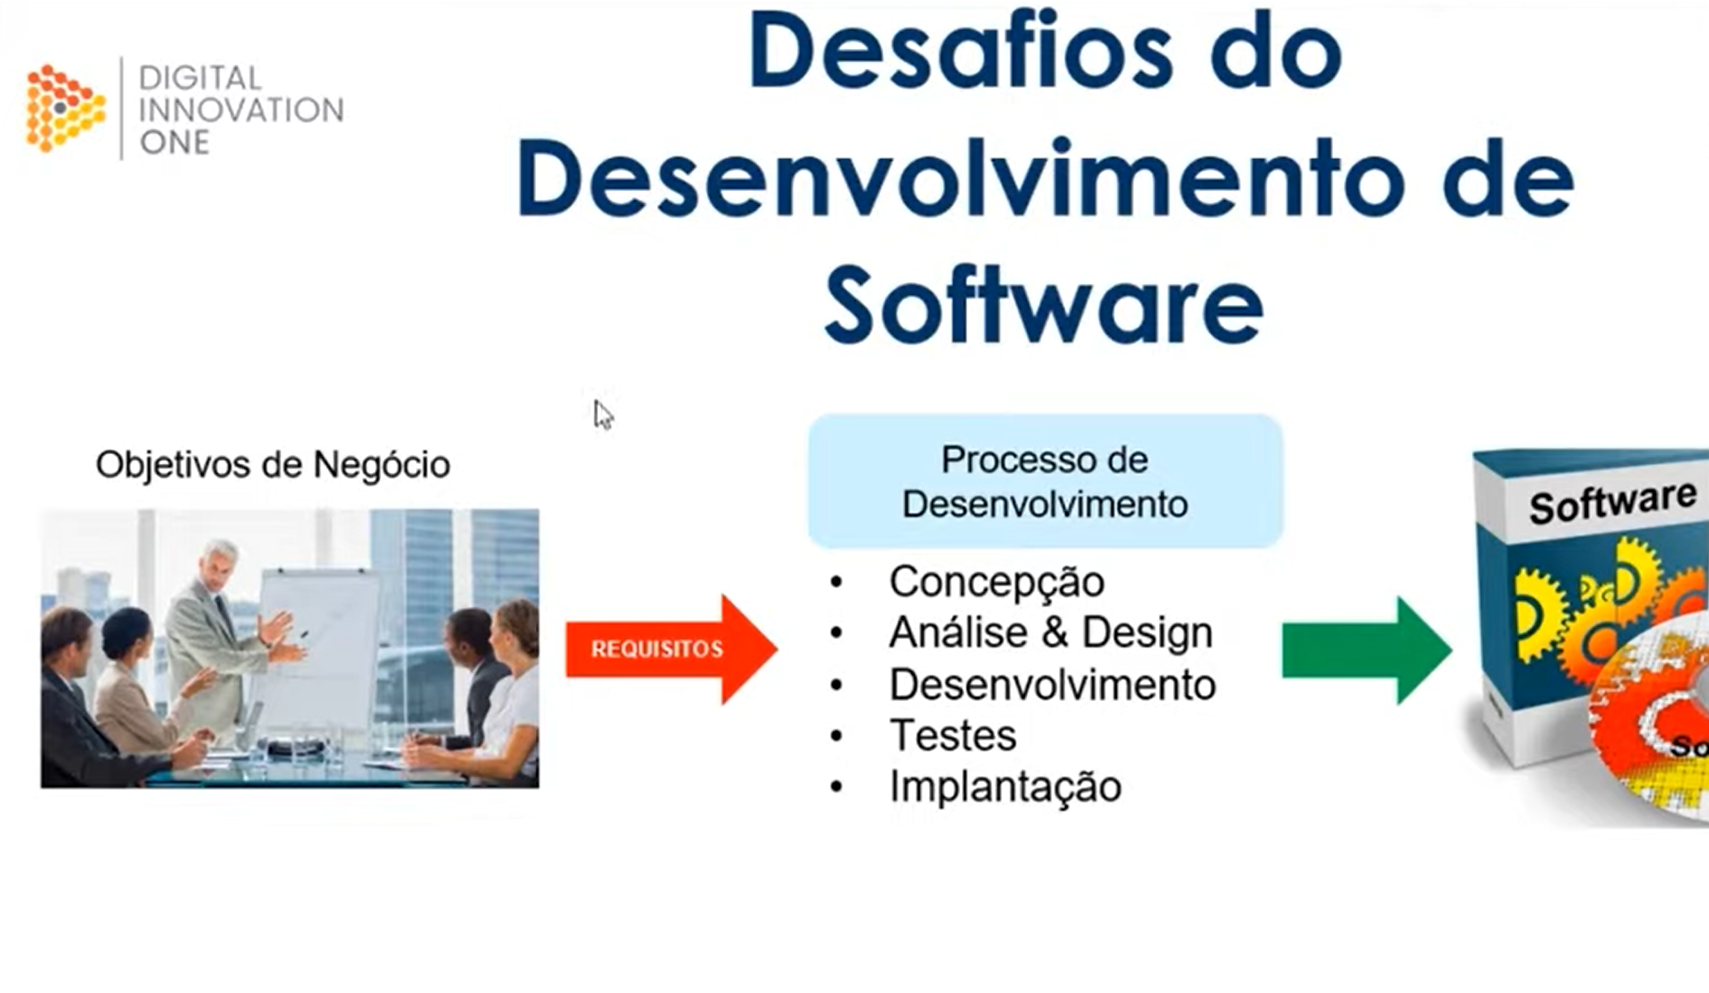 DIGITAL
INNOVATION
ONE
Desafios do
Desenvolvimento de
Software
Objetivos de Negócio
REQUISITOS
Processo de
Desenvolvimento
• Concepção
• Análise & Design
• Desenvolvimento
• Testes
• Implantação
Software
So